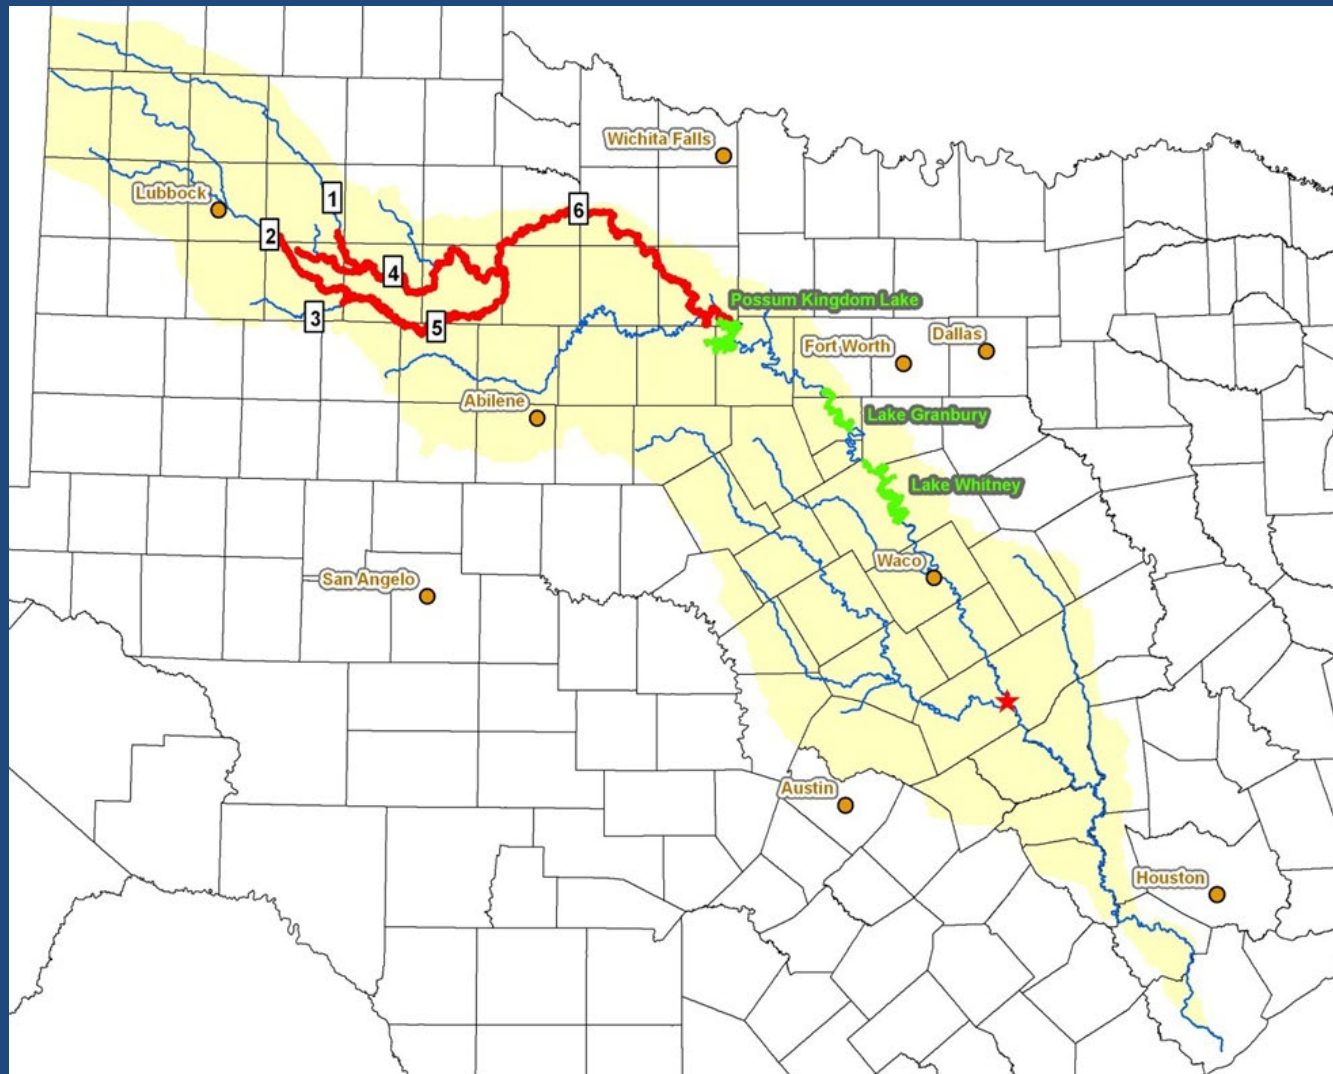 Wichita Falls
1
Lubbock
6
2
4
Possum Kingdom Lake
3
5
Fort Worth
Dallas
Abilene
Lake Granbury
Lake Whitney
Waco
San Angelo
Austin
Houston